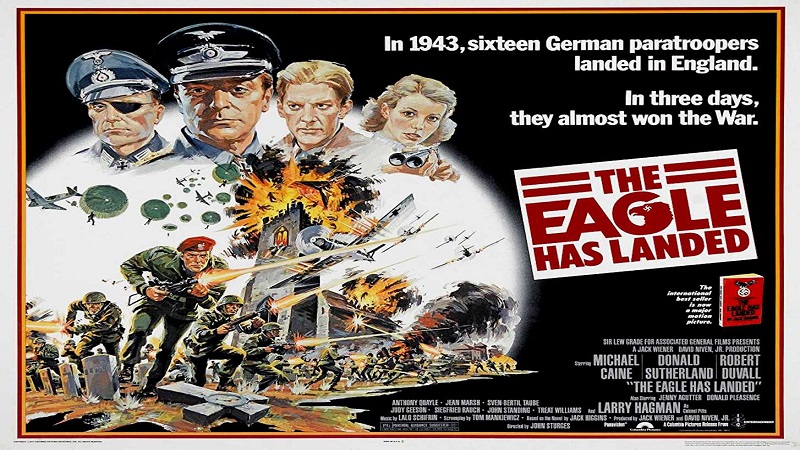 In 1943, sixteen German paratroopers
landed in England.
In three days,
they almost won the War.
THE
EAGLE
HAS LANDED
The
international
best seller
is now
a major
motion
picture.
SIR LEW GRADE FOR ASSOCIATED GENERAL FILMS PRESENTS
A JACK WIENER / DAVID NIVEN, JR. PRODUCTION
Starring MICHAEL CAINE DONALD SUTHERLAND ROBERT DUVALL
"THE EAGLE HAS LANDED"
Also Starring JENNY AGUTTER · DONALD PLEASENCE
ANTHONY QUAYLE · JEAN MARSH · SVEN-BERTIL TAUBE
JUDY GEESON · SIEGFRIED RAUCH · JOHN STANDING · TREAT WILLIAMS And LARRY HAGMAN As Colonel Pitts
Music by LALO SCHIFRIN · Screenplay by TOM MANKIEWICZ · Based on the Novel by JACK HIGGINS / Produced by JACK WIENER and DAVID NIVEN, JR.
Directed by JOHN STURGES
Panavision® A Columbia Pictures Release
PG